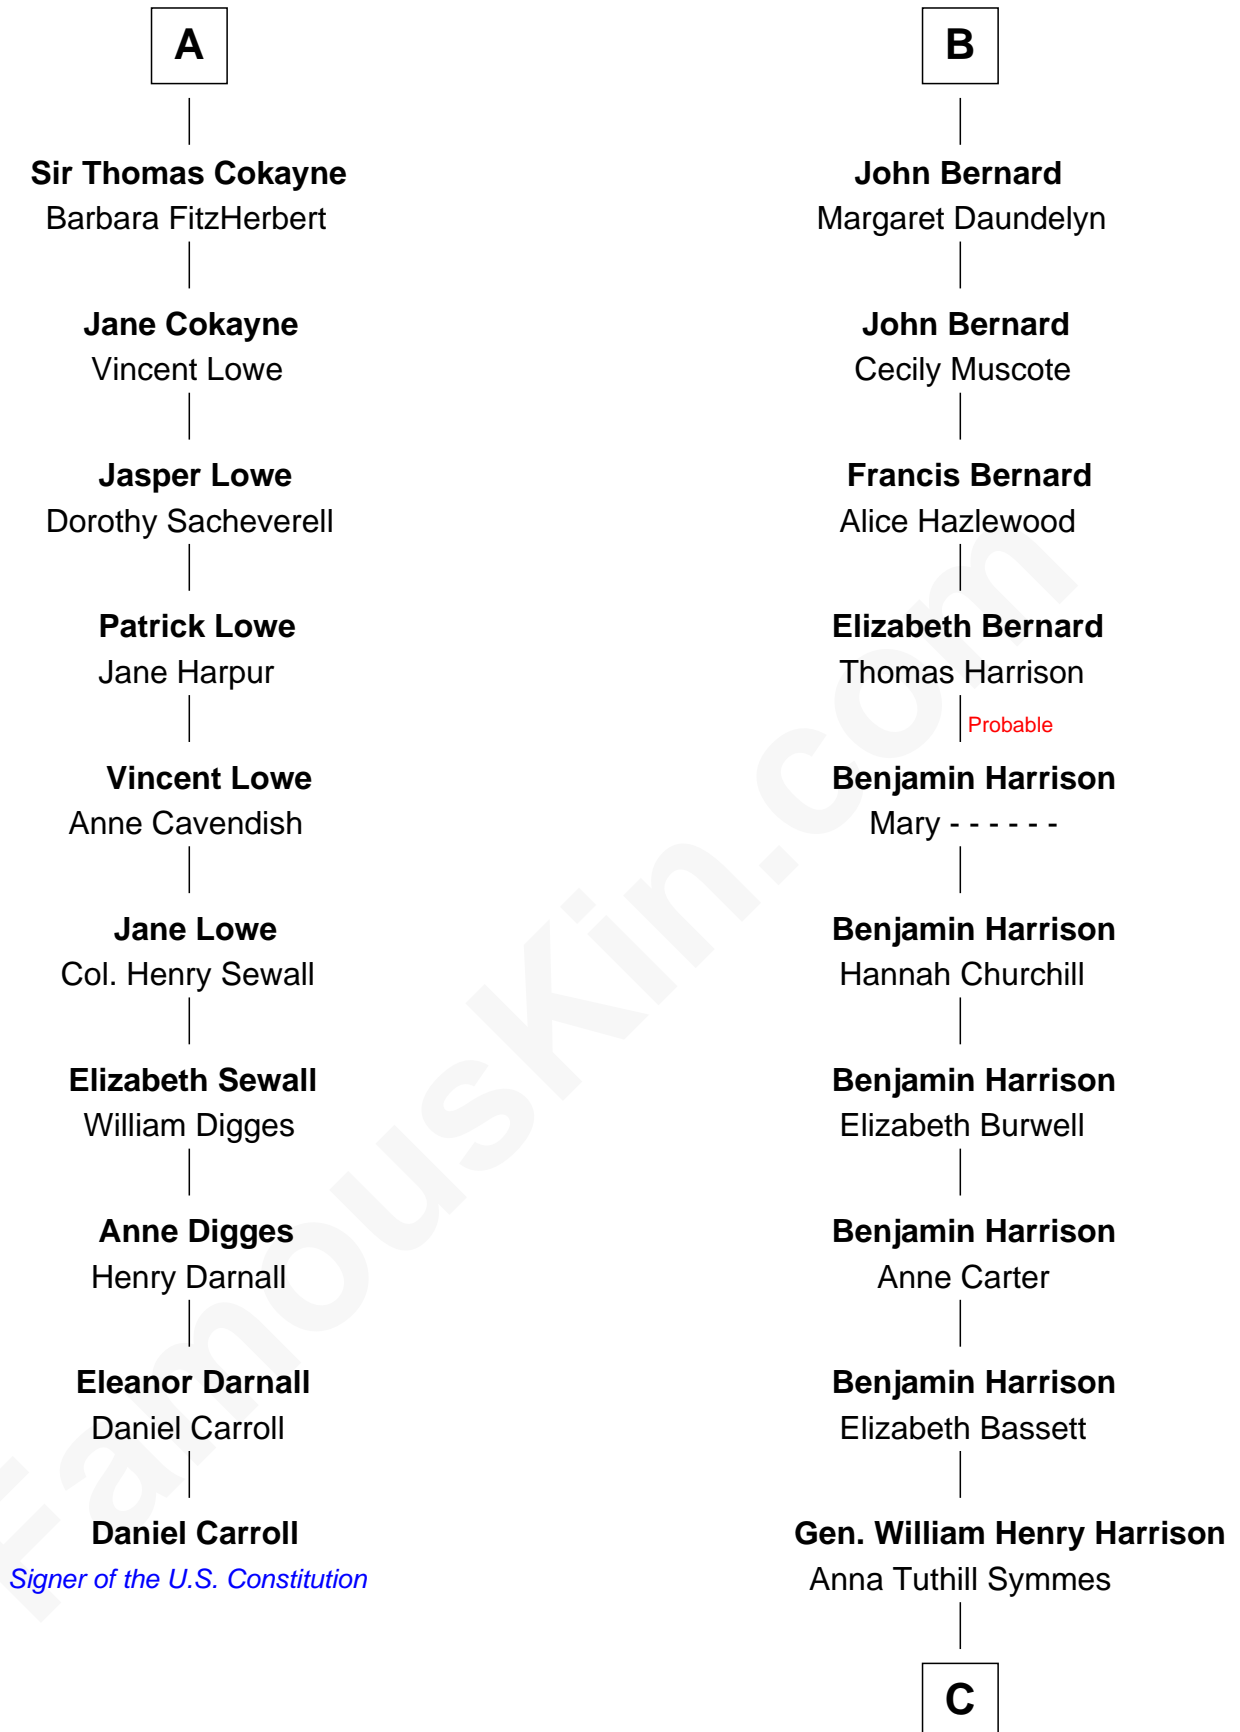 A
Sir Thomas Cokayne
Barbara FitzHerbert
Jane Cokayne
Vincent Lowe
Jasper Lowe
Dorothy Sacheverell
Patrick Lowe
Jane Harpur
Vincent Lowe
Anne Cavendish
Jane Lowe
Col. Henry Sewall
Elizabeth Sewall
William Digges
Anne Digges
Henry Darnall
Eleanor Darnall
Daniel Carroll
Daniel Carroll
Signer of the U.S. Constitution
B
John Bernard
Margaret Daundelyn
John Bernard
Cecily Muscote
Francis Bernard
Alice Hazlewood
Elizabeth Bernard
Thomas Harrison
Probable
Benjamin Harrison
Mary - - - - - -
Benjamin Harrison
Hannah Churchill
Benjamin Harrison
Elizabeth Burwell
Benjamin Harrison
Anne Carter
Benjamin Harrison
Elizabeth Bassett
Gen. William Henry Harrison
Anna Tuthill Symmes
C
FamousKin.com